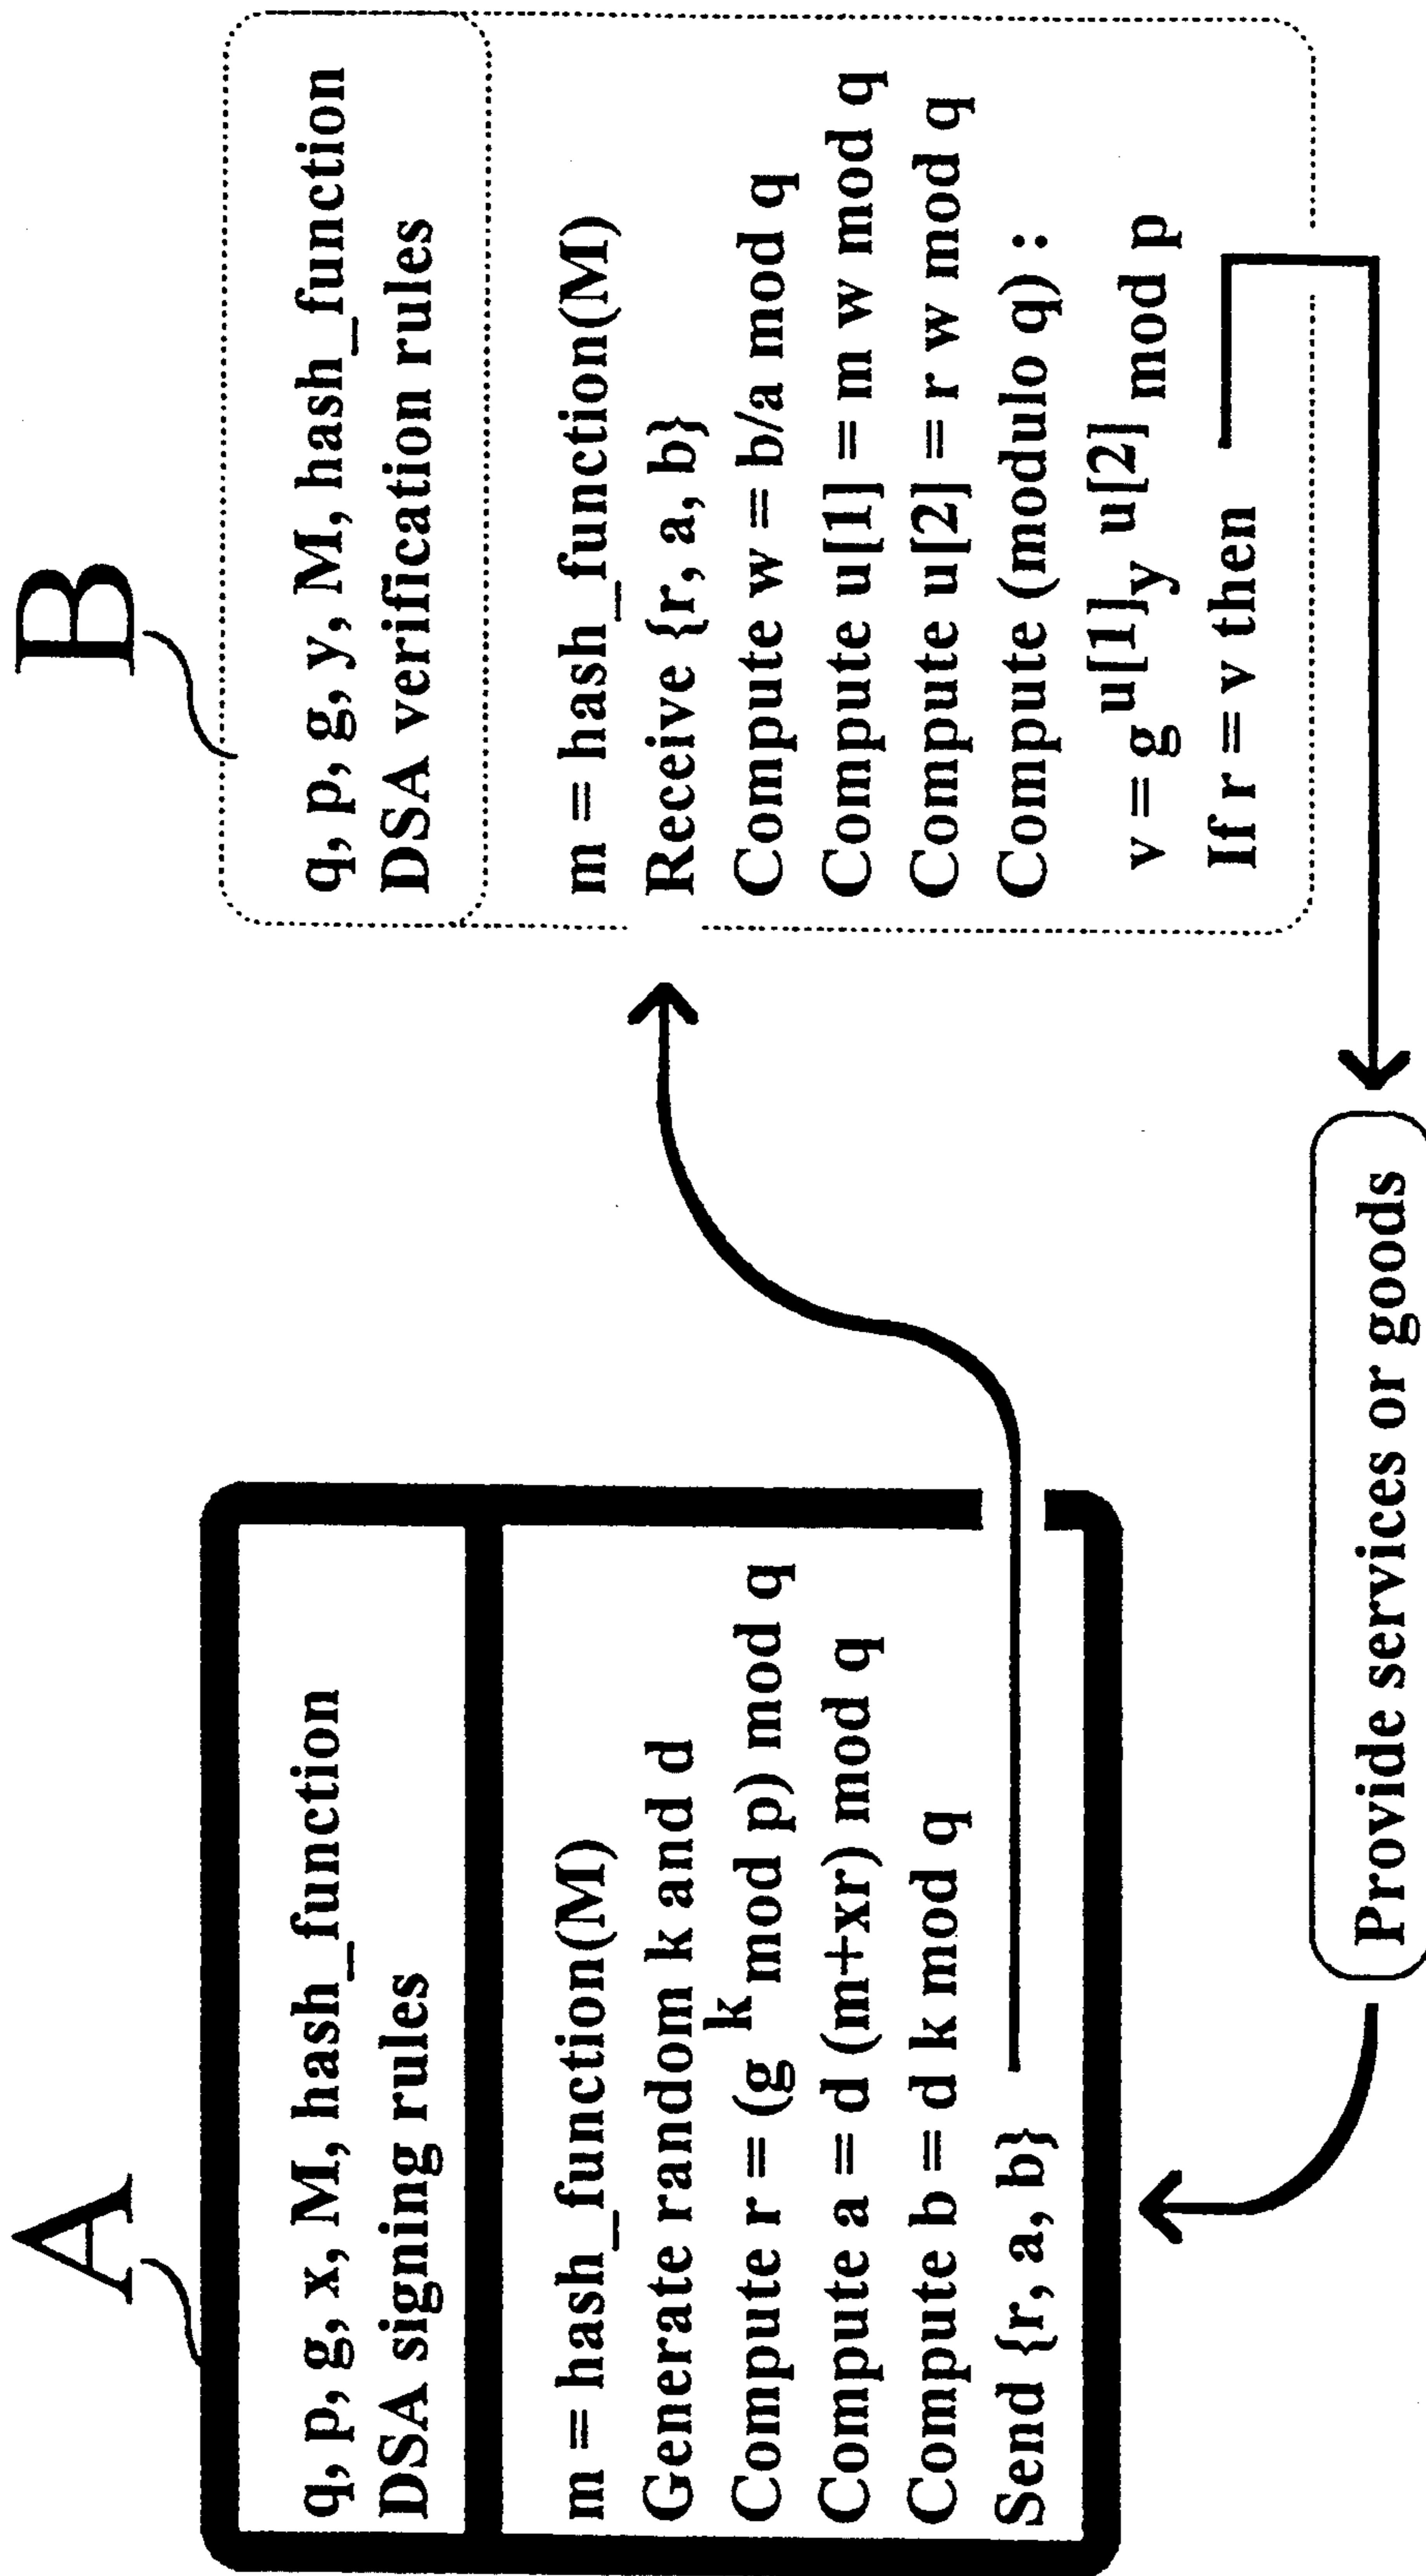 A
q, p, g, x, M, hash_function
DSA signing rules
m = hash_function(M)
Generate random k and d
Compute r = (g^k mod p) mod q
Compute a = d (m+xr) mod q
Compute b = d k mod q
Send {r, a, b}
B
q, p, g, y, M, hash_function
DSA verification rules
m = hash_function(M)
Receive {r, a, b}
Compute w = b/a mod q
Compute u[1] = m w mod q
Compute u[2] = r w mod q
Compute (modulo q) :
v = g^u[1] y^u[2] mod p
If r = v then
Provide services or goods